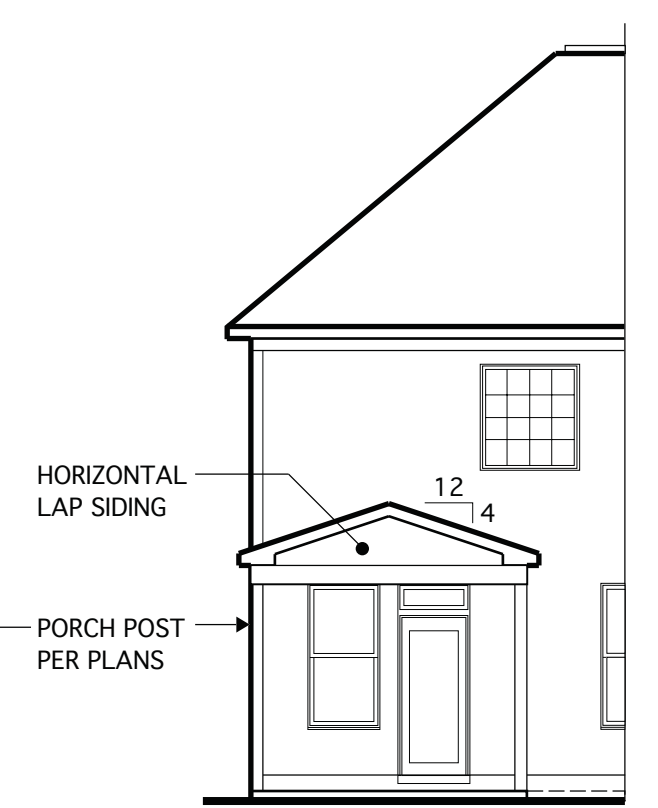 HORIZONTAL
LAP SIDING
12
4
PORCH POST
PER PLANS